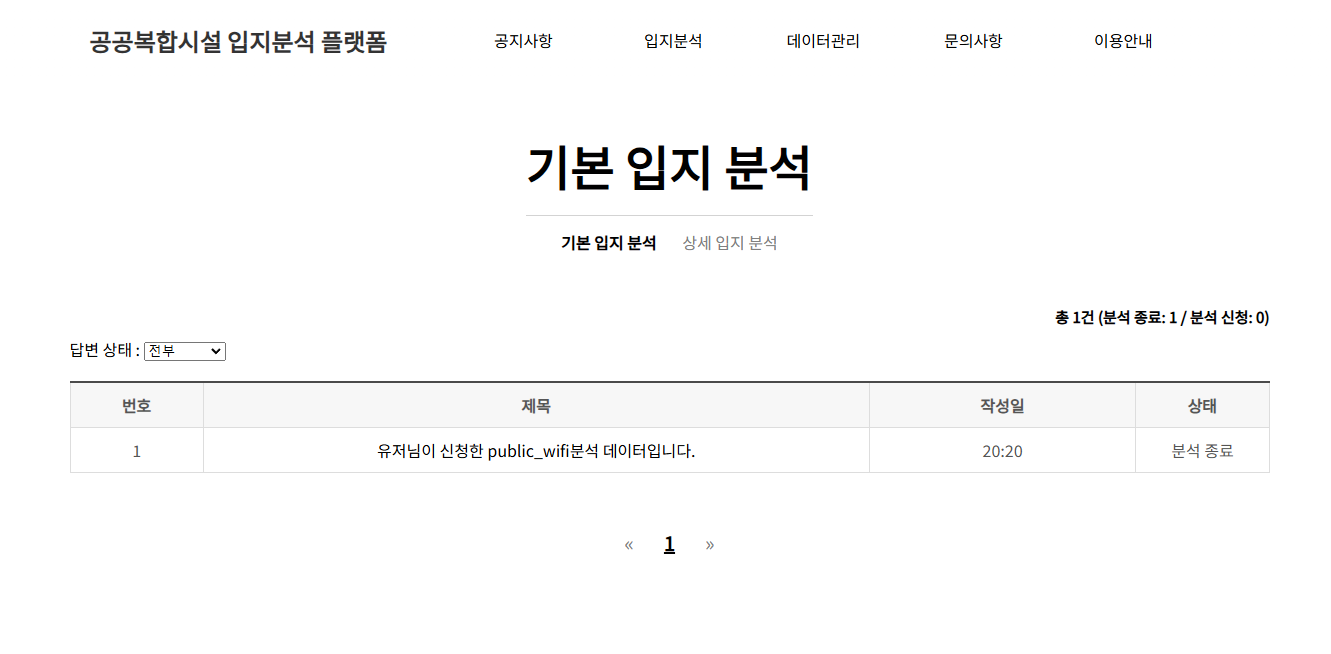 공공복합시설 입지분석 플랫폼 공지사항 입지분석 데이터관리 문의사항 이용안내
기본 입지 분석
기본 입지 분석 상세 입지 분석
총 1건 (분석 종료: 1 / 분석 신청: 0)
답변 상태 : 전부
번호 제목 작성일 상태
1 유저님이 신청한 public_wifi분석 데이터입니다. 20:20 분석 종료
« 1 »